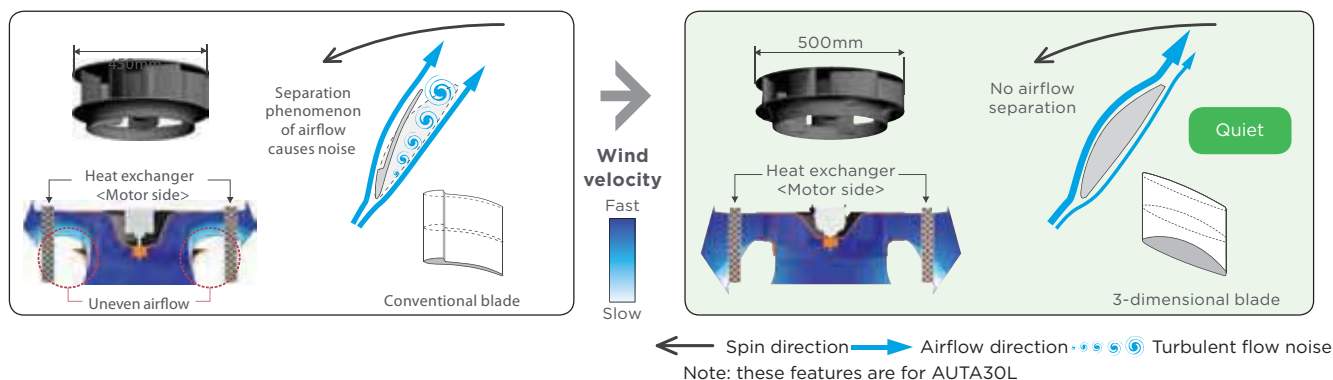 450mm
Separation
phenomenon
of airflow
causes noise
Heat exchanger
<Motor side>
Uneven airflow
Conventional blade
Wind
velocity
Fast
Slow
500mm
No airflow
separation
Quiet
Heat exchanger
<Motor side>
3-dimensional blade
Spin direction
Airflow direction
Turbulent flow noise
Note: these features are for AUTA30L